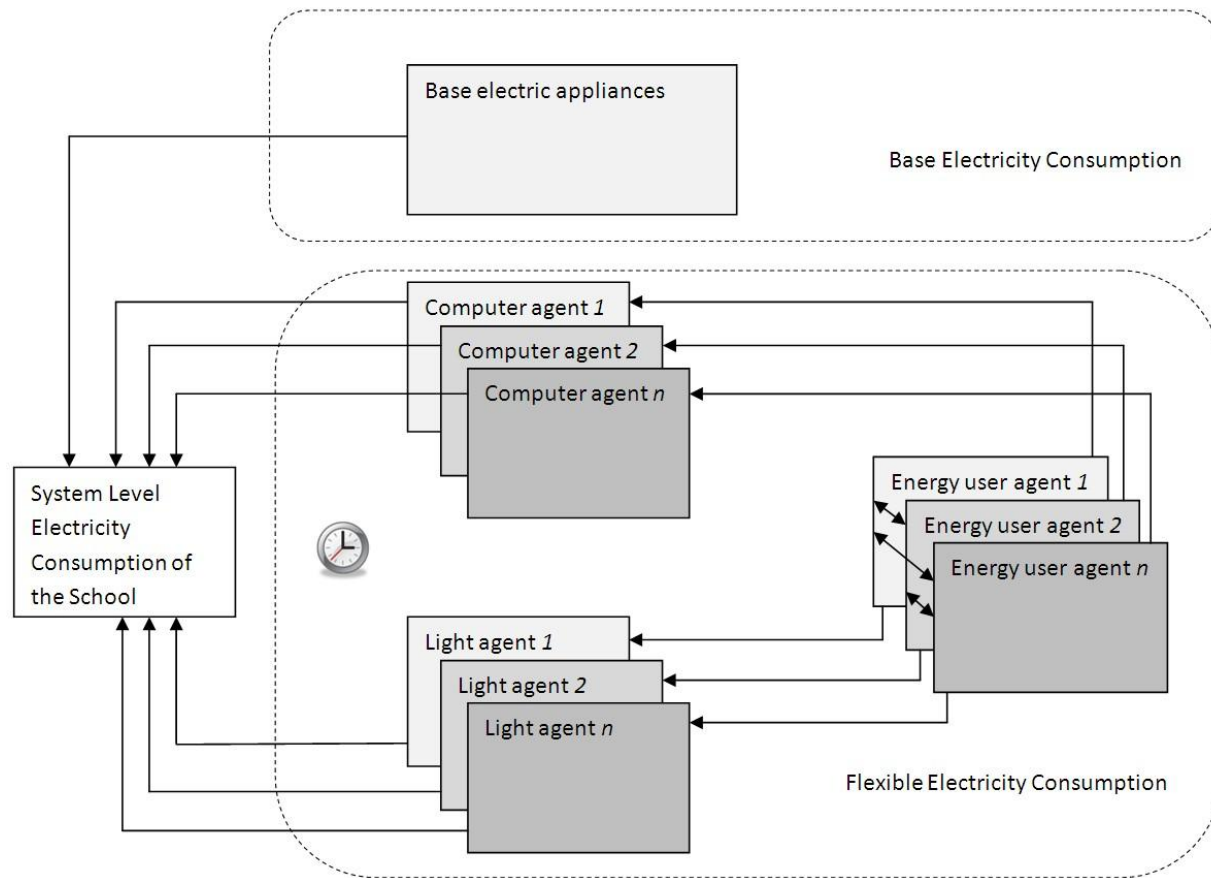 Base electric appliances
Base Electricity Consumption
Computer agent 1
Computer agent 2
Computer agent n
System Level
Electricity
Consumption of
the School
Energy user agent 1
Energy user agent 2
Energy user agent n
Light agent 1
Light agent 2
Light agent n
Flexible Electricity Consumption